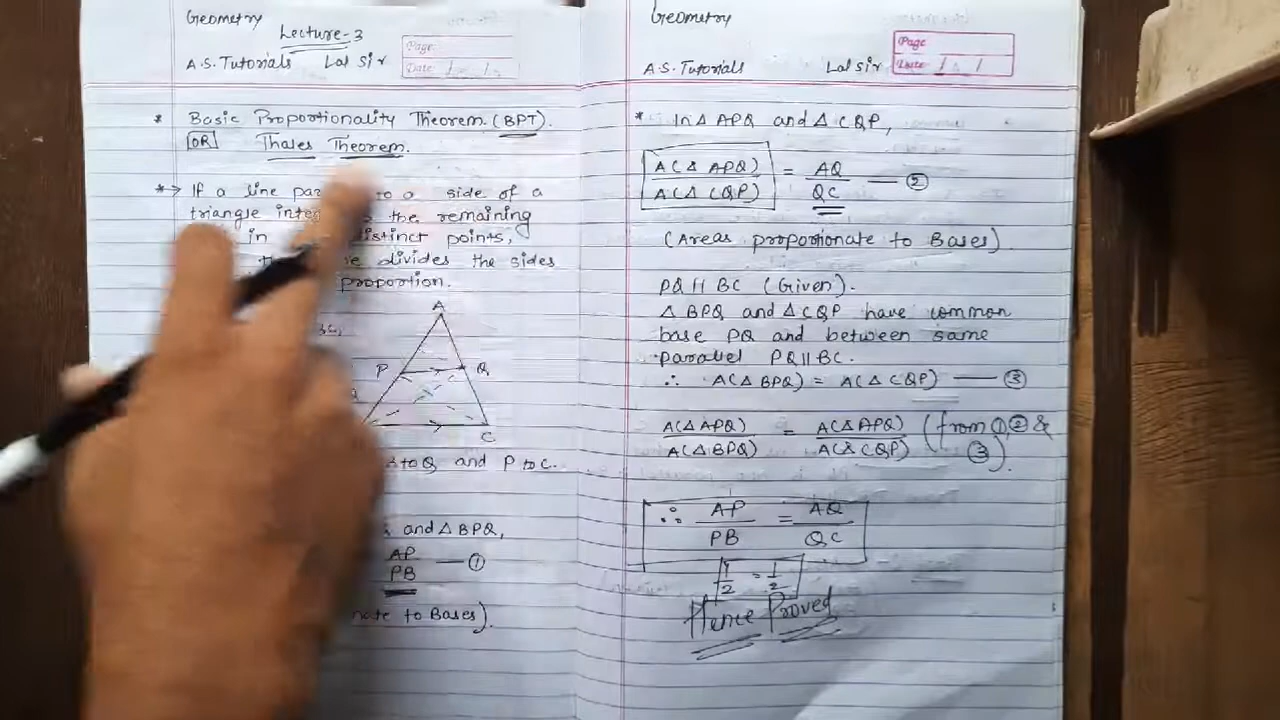 Geometry
Lecture-3
A.S. Tutorials Lal Sir
Page:
Date: / /
* Basic Proportionality Theorem. (BPT).
OR Thales Theorem.
*→ If a line to a side of a
triangle the remaining
in distinct points,
divides the sides
proportion.
A
P Q
C
to Q and P to C.
and Δ BPQ,
AP
PB — ①
to Bases).
Geometry
Page:
Date: / /
A.S. Tutorials Lal Sir
* In Δ APQ and Δ CQP,
A(Δ APQ) = AQ — ②
A(Δ CQP) QC
(Areas proportionate to Bases).
PQ || BC (Given).
Δ BPQ and Δ CQP have common
base PQ and between same
parallel PQ || BC.
∴ A(Δ BPQ) = A(Δ CQP) — ③
A(Δ APQ) = A(Δ APQ) (from ①, ② &
A(Δ BPQ) A(Δ CQP) ③).
∴ AP = AQ
PB QC
1/2 = 1/2
Hence Proved